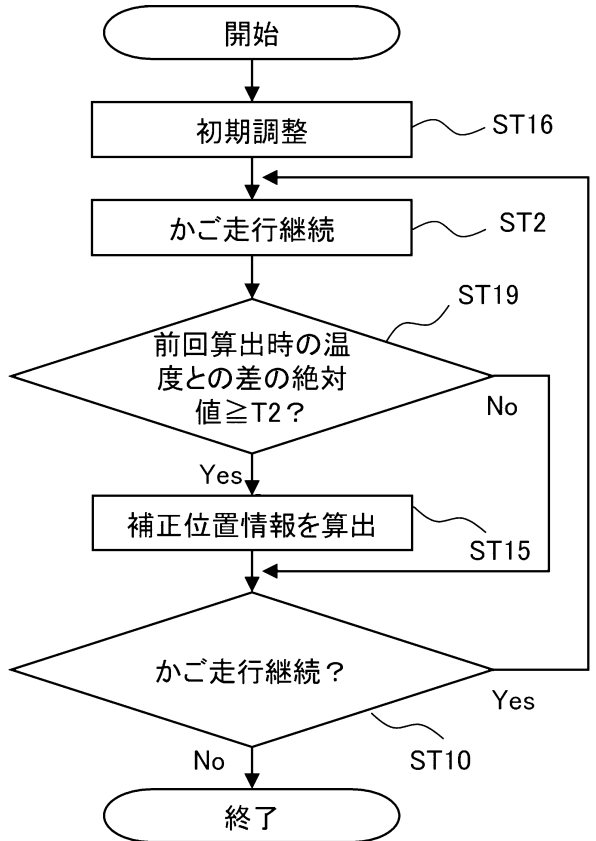 開始
初期調整
ST16
かご走行継続
ST2
ST19
前回算出時の温
度との差の絶対
値≧T2？
No
Yes
補正位置情報を算出
ST15
かご走行継続？
Yes
ST10
No
終了